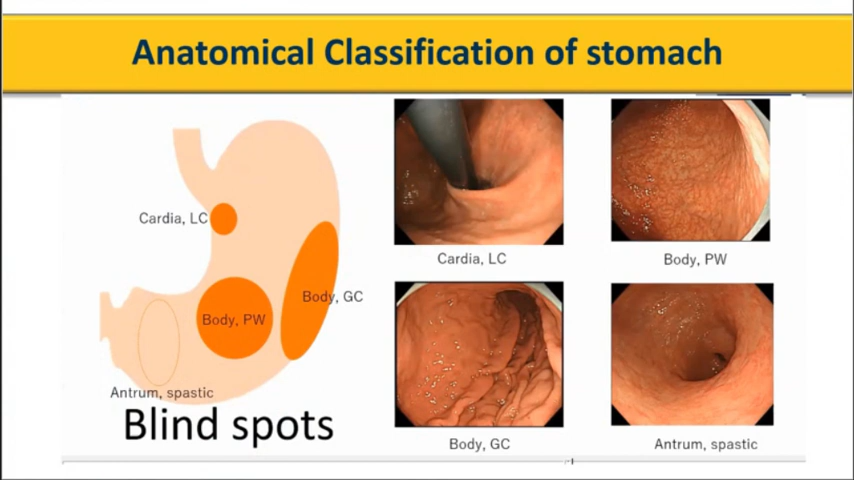 Anatomical Classification of stomach
Cardia, LC
Body, GC
Body, PW
Antrum, spastic
Blind spots
Cardia, LC
Body, PW
Body, GC
Antrum, spastic